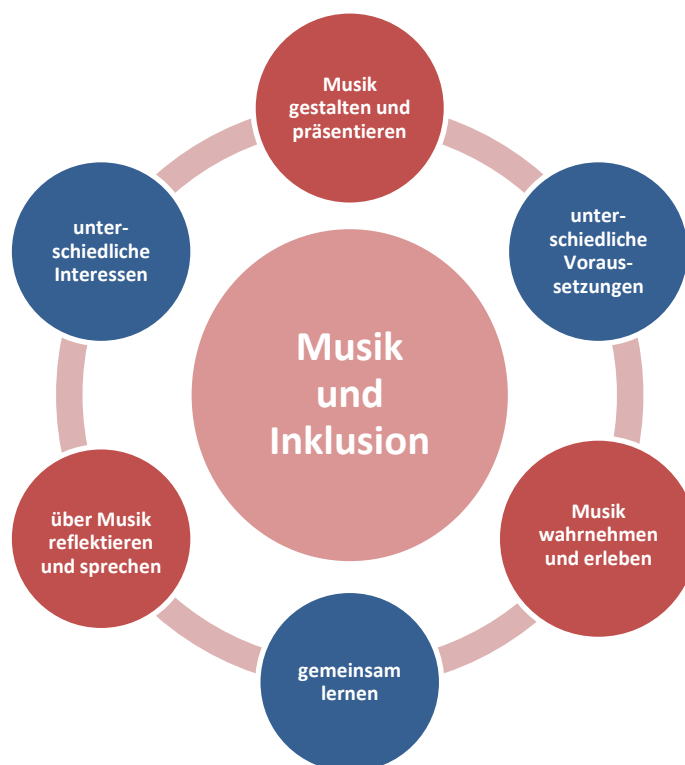 Musik
gestalten und
präsentieren
unter-
schiedliche
Interessen
unter-
schiedliche
Voraus-
setzungen
Musik
und
Inklusion
über Musik
reflektieren
und sprechen
Musik
wahrnehmen
und erleben
gemeinsam
lernen